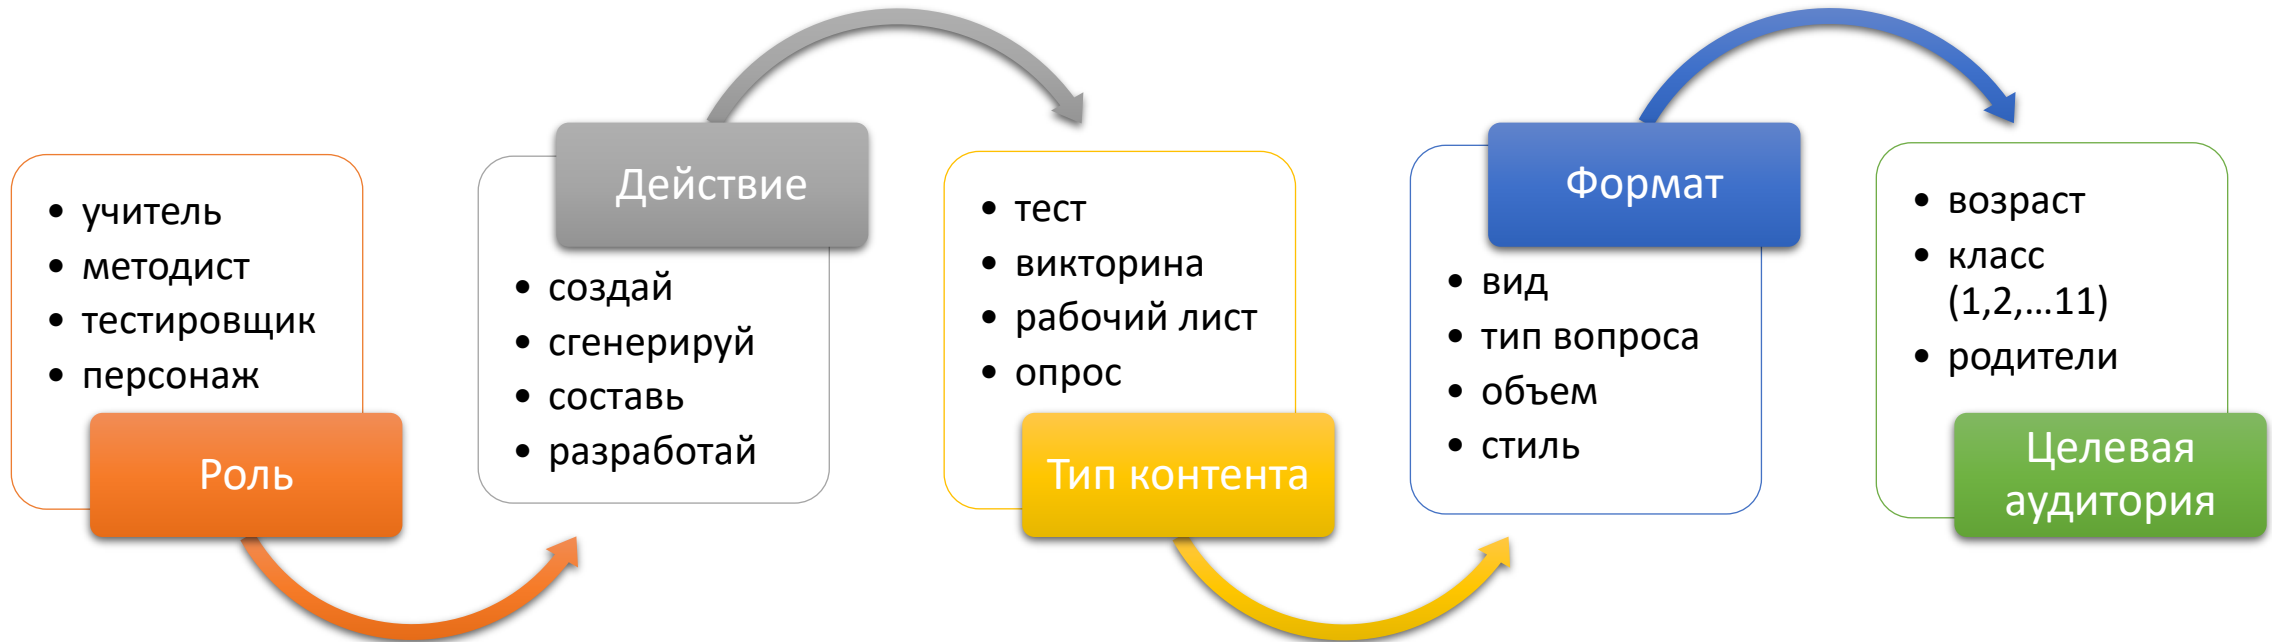 • учитель
• методист
• тестировщик
• персонаж
Роль
Действие
• создай
• сгенерируй
• составь
• разработай
• тест
• викторина
• рабочий лист
• опрос
Тип контента
Формат
• вид
• тип вопроса
• объем
• стиль
• возраст
• класс
(1,2,...11)
• родители
Целевая
аудитория